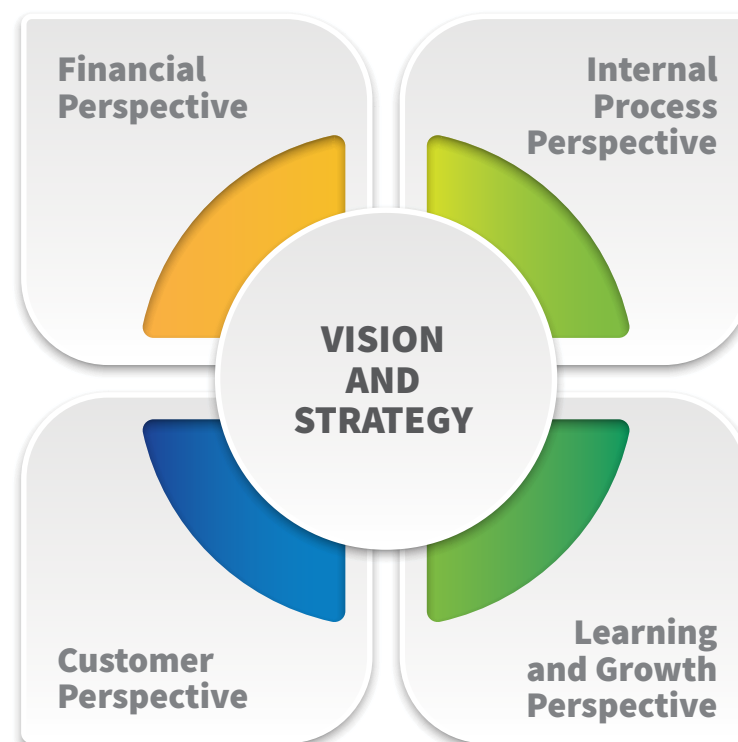 Financial
Perspective
Internal
Process
Perspective
VISION
AND
STRATEGY
Customer
Perspective
Learning
and Growth
Perspective